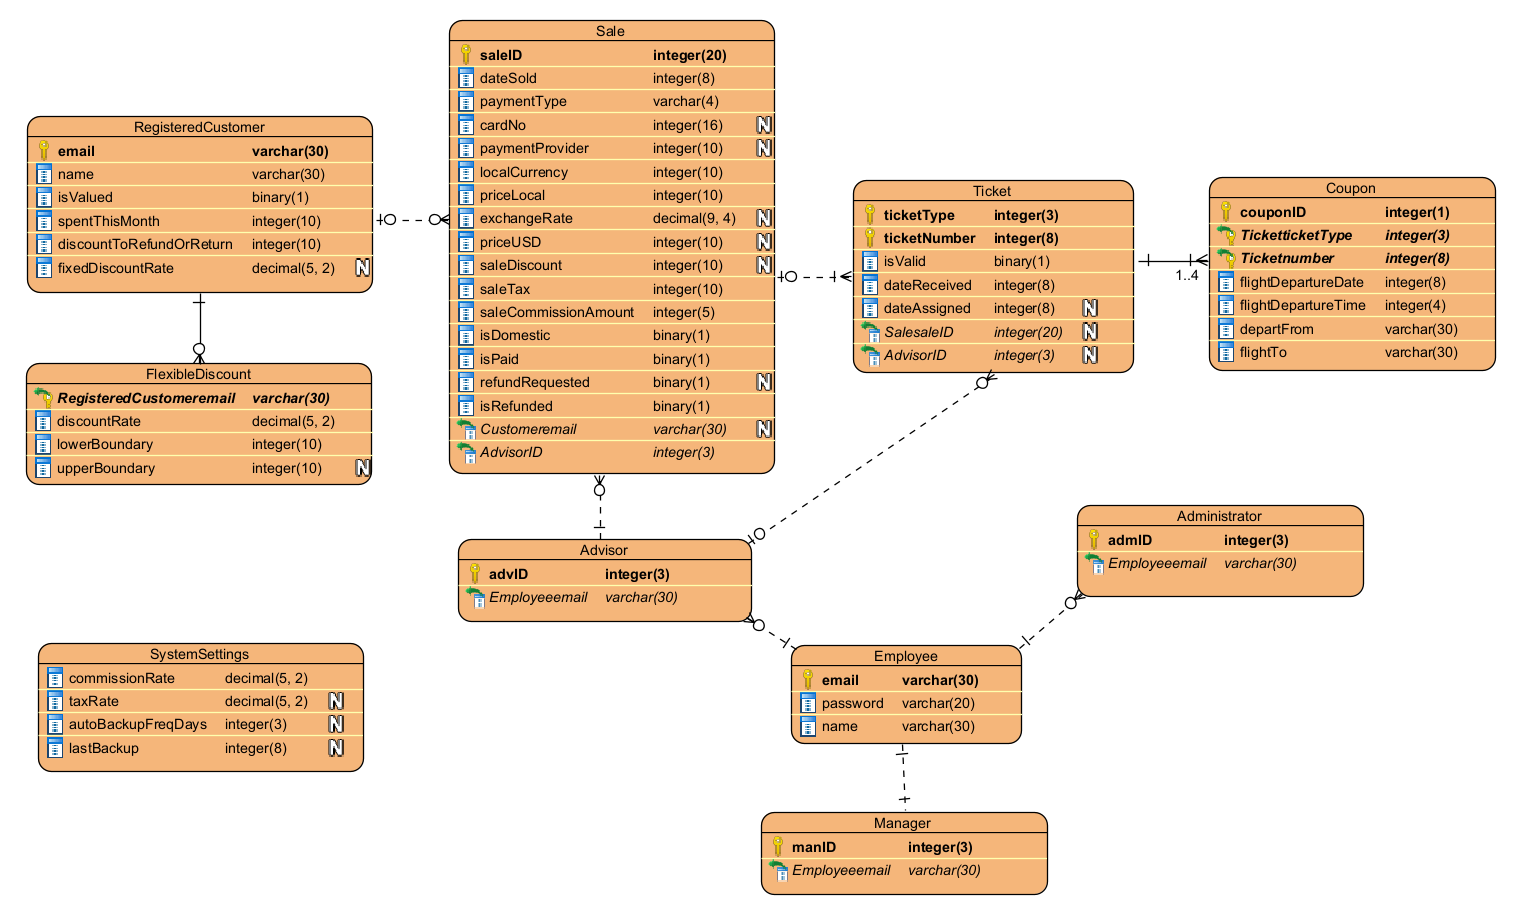 Sale
saleID integer(20)
dateSold integer(8)
paymentType varchar(4)
cardNo integer(16) N
paymentProvider integer(10) N
localCurrency integer(10)
priceLocal integer(10)
exchangeRate decimal(9, 4) N
priceUSD integer(10) N
saleDiscount integer(10) N
saleTax integer(10)
saleCommissionAmount integer(5)
isDomestic binary(1)
isPaid binary(1)
refundRequested binary(1) N
isRefunded binary(1)
Customeremail varchar(30) N
AdvisorID integer(3)
RegisteredCustomer
email varchar(30)
name varchar(30)
isValued binary(1)
spentThisMonth integer(10)
discountToRefundOrReturn integer(10)
fixedDiscountRate decimal(5, 2) N
Ticket
ticketType integer(3)
ticketNumber integer(8)
isValid binary(1)
dateReceived integer(8)
dateAssigned integer(8) N
SalesaleID integer(20) N
AdvisorID integer(3) N
1..4
Coupon
couponID integer(1)
TicketticketType integer(3)
Ticketnumber integer(8)
flightDepartureDate integer(8)
flightDepartureTime integer(4)
departFrom varchar(30)
flightTo varchar(30)
FlexibleDiscount
RegisteredCustomeremail varchar(30)
discountRate decimal(5, 2)
lowerBoundary integer(10)
upperBoundary integer(10) N
Advisor
advID integer(3)
Employeeemail varchar(30)
Administrator
admID integer(3)
Employeeemail varchar(30)
SystemSettings
commissionRate decimal(5, 2)
taxRate decimal(5, 2) N
autoBackupFreqDays integer(3) N
lastBackup integer(8) N
Employee
email varchar(30)
password varchar(20)
name varchar(30)
Manager
manID integer(3)
Employeeemail varchar(30)